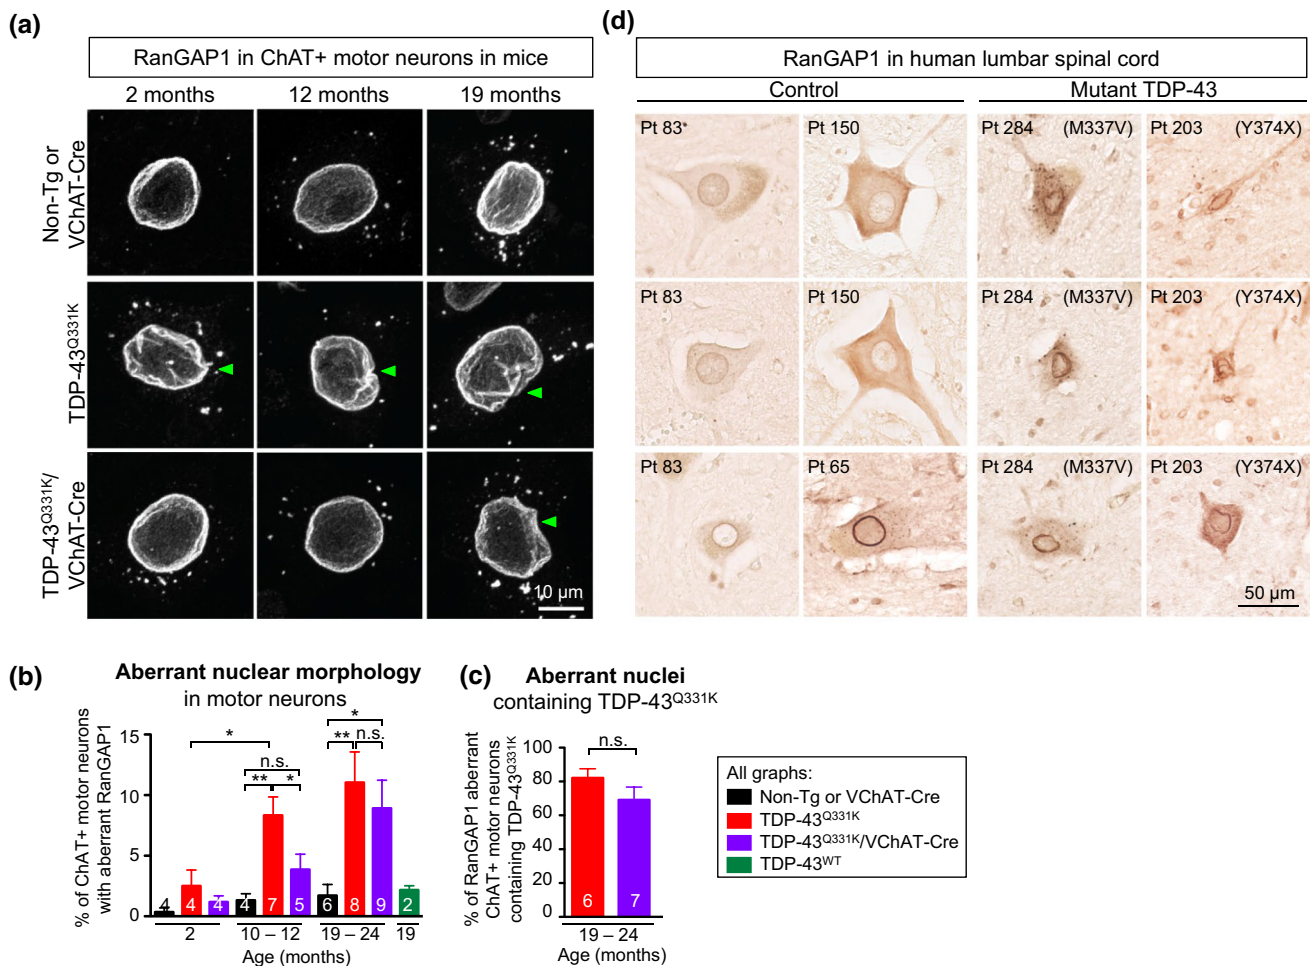 (a)
RanGAP1 in ChAT+ motor neurons in mice
2 months
12 months
19 months
Non-Tg or
VChAT-Cre
TDP-43Q331K
TDP-43Q331K/
VChAT-Cre
10 µm
(d)
RanGAP1 in human lumbar spinal cord
Control
Mutant TDP-43
Pt 83*
Pt 150
Pt 284 (M337V)
Pt 203 (Y374X)
Pt 83
Pt 150
Pt 284 (M337V)
Pt 203 (Y374X)
Pt 83
Pt 65
Pt 284 (M337V)
Pt 203 (Y374X)
50 µm
(b)
Aberrant nuclear morphology
in motor neurons
% of ChAT+ motor neurons
with aberrant RanGAP1
15
10
5
0
*
n.s.
** *
*
** n.s.
4 4 4 4 7 5 6 8 9 2
2 10 – 12 19 – 24 19
Age (months)
(c)
Aberrant nuclei
containing TDP-43Q331K
% of RanGAP1 aberrant
ChAT+ motor neurons
containing TDP-43Q331K
100
80
60
40
20
0
n.s.
6 7
19 – 24
Age (months)
All graphs:
Non-Tg or VChAT-Cre
TDP-43Q331K
TDP-43Q331K/VChAT-Cre
TDP-43WT